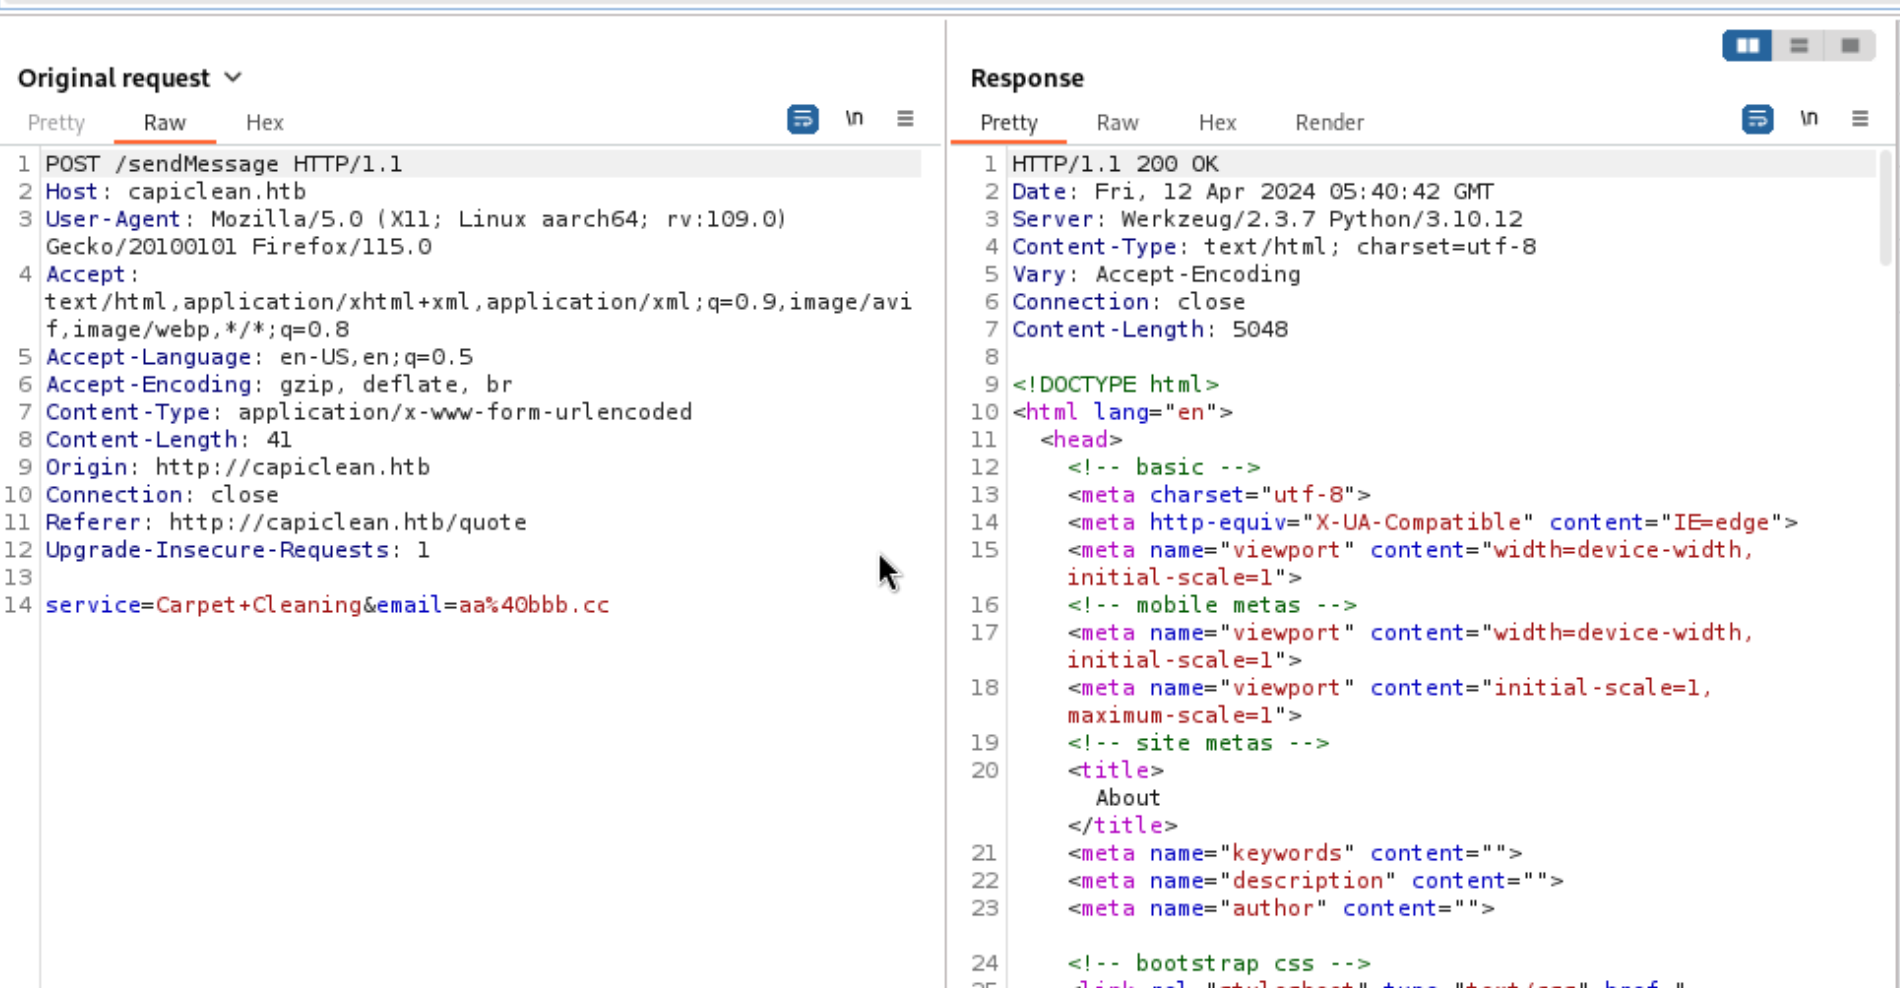 Original request
Pretty Raw Hex
\n
1 POST /sendMessage HTTP/1.1
2 Host: capiclean.htb
3 User-Agent: Mozilla/5.0 (X11; Linux aarch64; rv:109.0)
Gecko/20100101 Firefox/115.0
4 Accept:
text/html,application/xhtml+xml,application/xml;q=0.9,image/avi
f,image/webp,*/*;q=0.8
5 Accept-Language: en-US,en;q=0.5
6 Accept-Encoding: gzip, deflate, br
7 Content-Type: application/x-www-form-urlencoded
8 Content-Length: 41
9 Origin: http://capiclean.htb
10 Connection: close
11 Referer: http://capiclean.htb/quote
12 Upgrade-Insecure-Requests: 1
13
14 service=Carpet+Cleaning&email=aa%40bbb.cc
Response
Pretty Raw Hex Render
\n
1 HTTP/1.1 200 OK
2 Date: Fri, 12 Apr 2024 05:40:42 GMT
3 Server: Werkzeug/2.3.7 Python/3.10.12
4 Content-Type: text/html; charset=utf-8
5 Vary: Accept-Encoding
6 Connection: close
7 Content-Length: 5048
8
9 <!DOCTYPE html>
10 <html lang="en">
11 <head>
12 <!-- basic -->
13 <meta charset="utf-8">
14 <meta http-equiv="X-UA-Compatible" content="IE=edge">
15 <meta name="viewport" content="width=device-width,
initial-scale=1">
16 <!-- mobile metas -->
17 <meta name="viewport" content="width=device-width,
initial-scale=1">
18 <meta name="viewport" content="initial-scale=1,
maximum-scale=1">
19 <!-- site metas -->
20 <title>
About
</title>
21 <meta name="keywords" content="">
22 <meta name="description" content="">
23 <meta name="author" content="">
24 <!-- bootstrap css -->